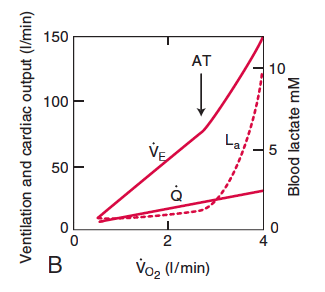 Ventilation and cardiac output (l/min)
150
100
50
0
AT
V̇E
Q̇
La
10
5
0
Blood lactate mM
0
2
4
B
V̇O2 (l/min)